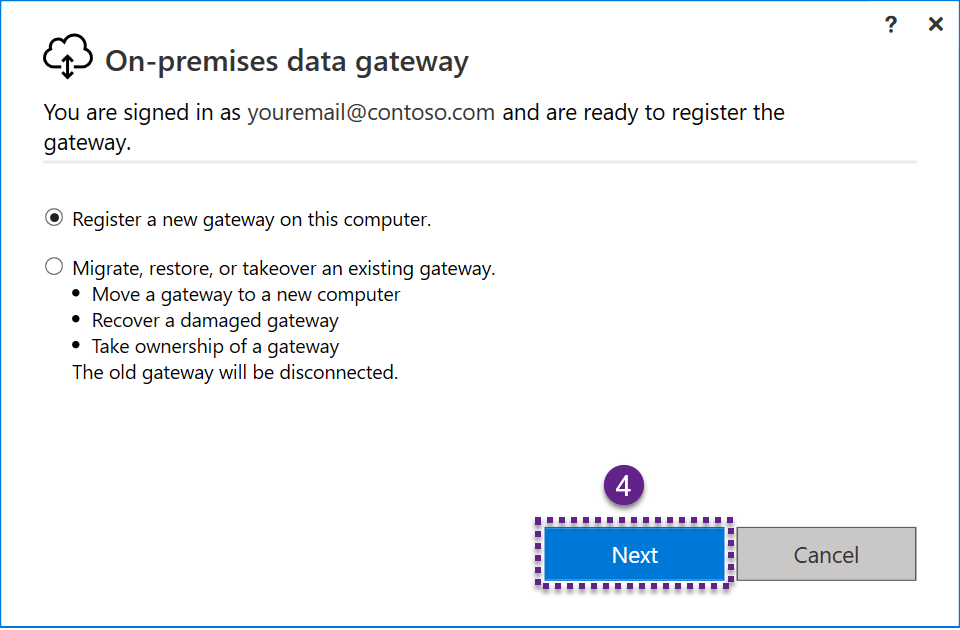 ?
On-premises data gateway
You are signed in as youremail@contoso.com and are ready to register the
gateway.
Register a new gateway on this computer.
Migrate, restore, or takeover an existing gateway.
• Move a gateway to a new computer
• Recover a damaged gateway
• Take ownership of a gateway
The old gateway will be disconnected.
4
Next
Cancel